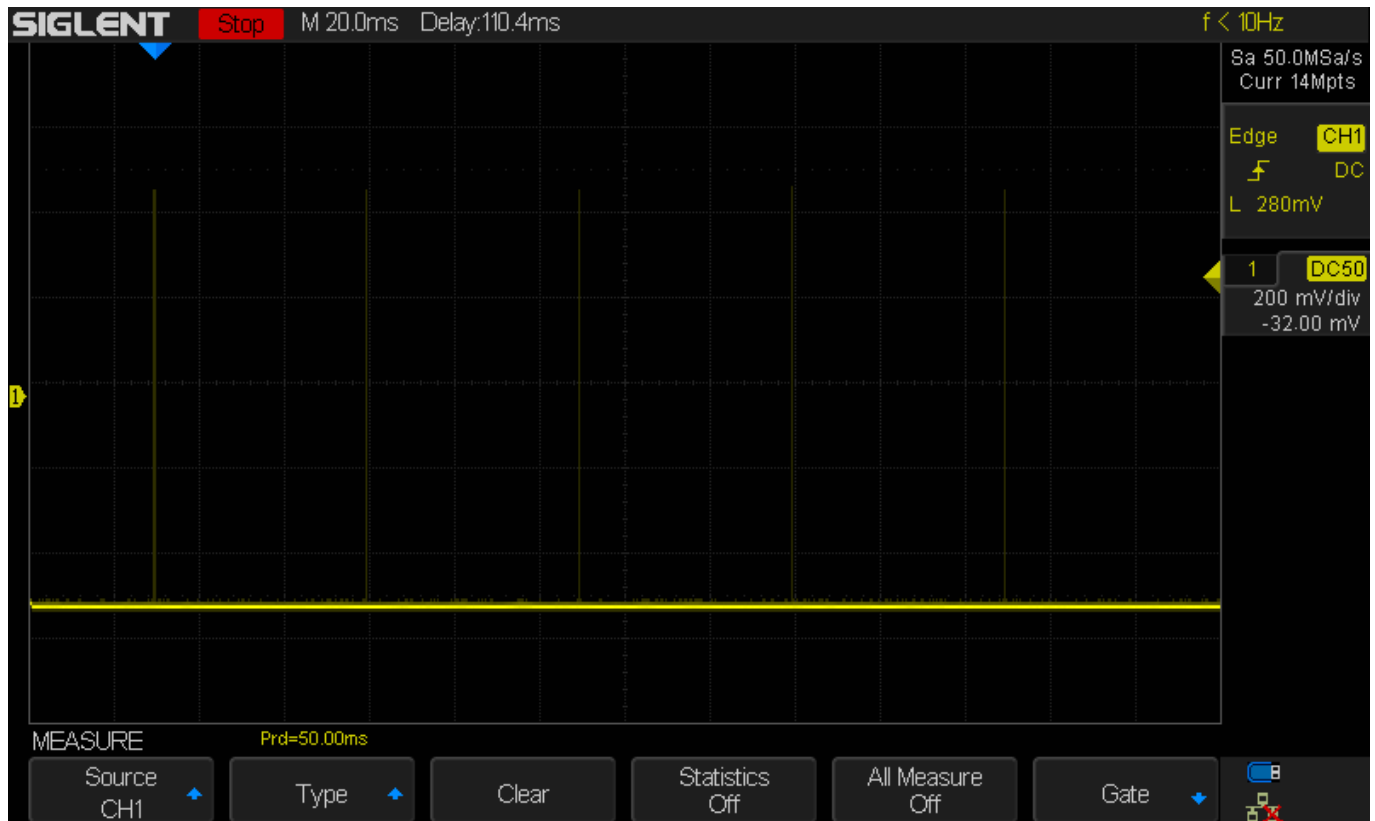 SIGLENT Stop M 20.0ms Delay:110.4ms f < 10Hz
Sa 50.0MSa/s
Curr 14Mpts
Edge CH1
DC
L 280mV
1 DC50
200 mV/div
-32.00 mV
1
MEASURE Prd=50.00ms
Source
CH1
Type
Clear
Statistics
Off
All Measure
Off
Gate